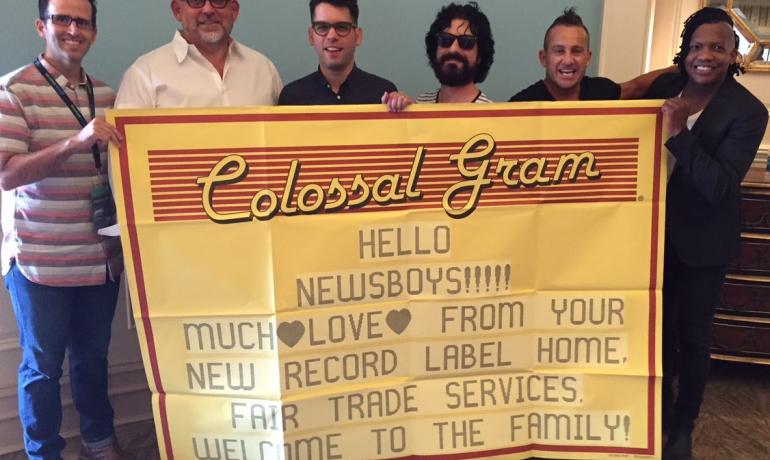 Colossal Gram
HELLO
NEWSBOYS!!!!!
MUCH♥LOVE♥ FROM YOUR
NEW RECORD LABEL HOME,
FAIR TRADE SERVICES.
WELCOME TO THE FAMILY!